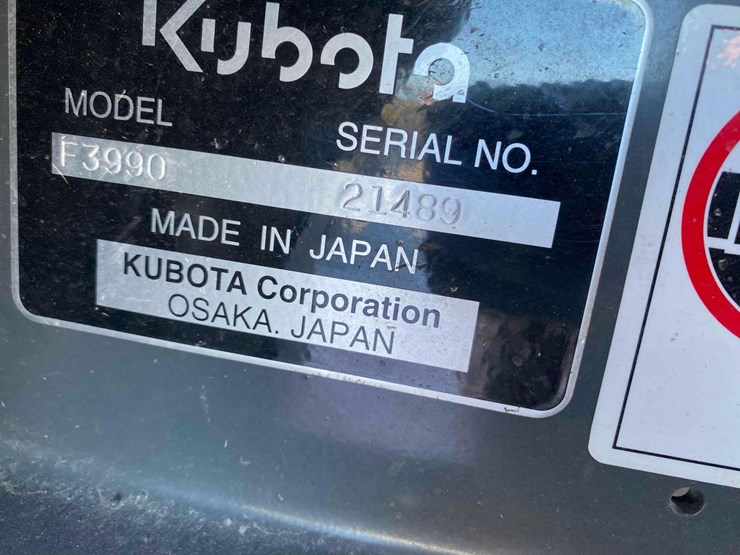 Kubota
MODEL
SERIAL NO.
F3990
21489
MADE IN JAPAN
KUBOTA Corporation
OSAKA. JAPAN